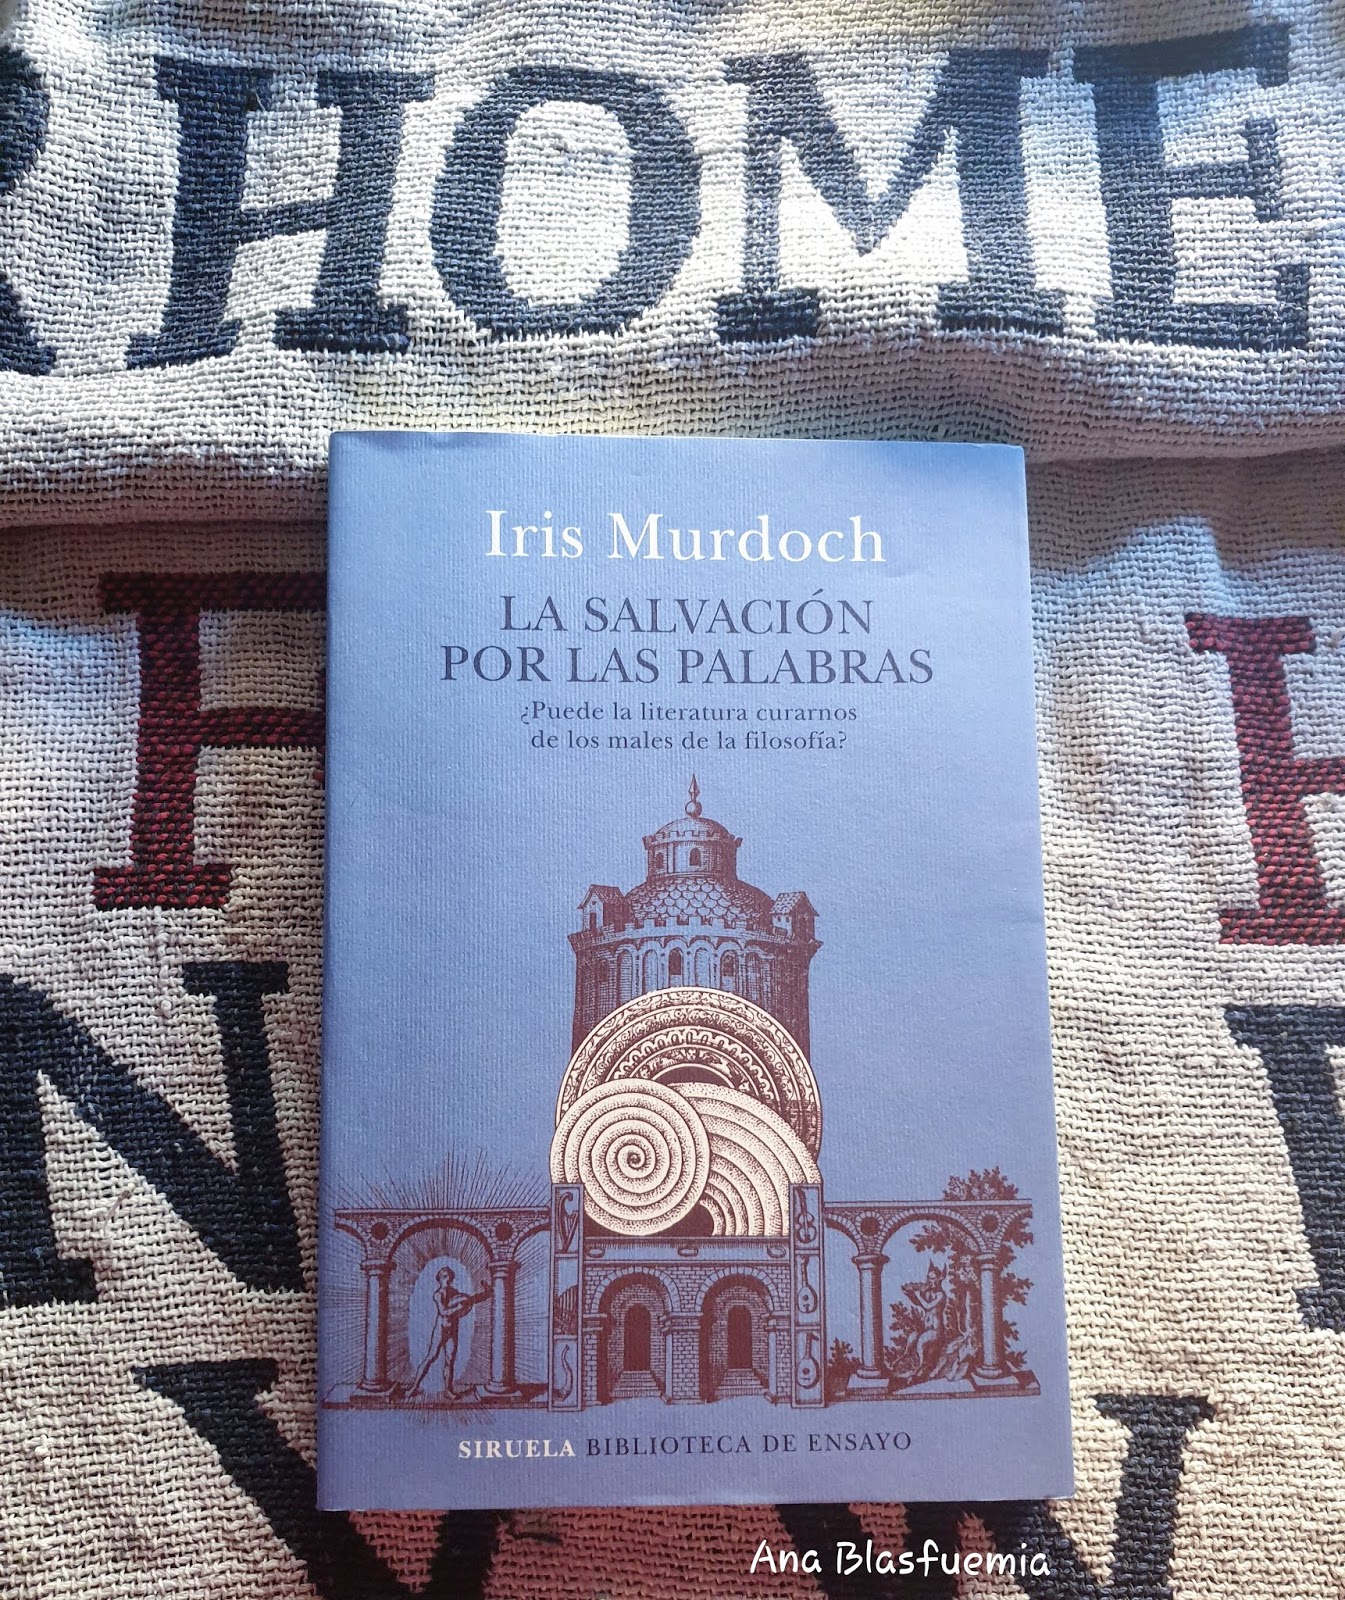 HOME
Iris Murdoch
LA SALVACIÓN
POR LAS PALABRAS
¿Puede la literatura curarnos
de los males de la filosofía?
SIRUELA BIBLIOTECA DE ENSAYO
Ana Blasfuemia